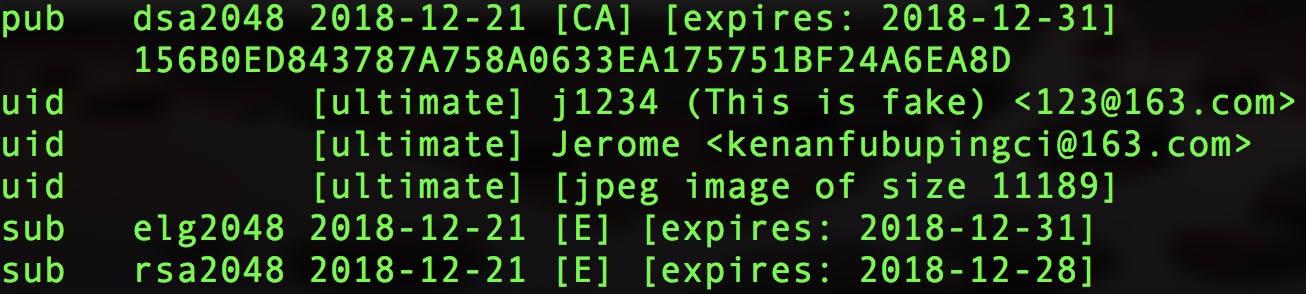 pub dsa2048 2018-12-21 [CA] [expires: 2018-12-31]
156B0ED843787A758A0633EA175751BF24A6EA8D
uid [ultimate] j1234 (This is fake) <123@163.com>
uid [ultimate] Jerome <kenanfubupingci@163.com>
uid [ultimate] [jpeg image of size 11189]
sub elg2048 2018-12-21 [E] [expires: 2018-12-31]
sub rsa2048 2018-12-21 [E] [expires: 2018-12-28]